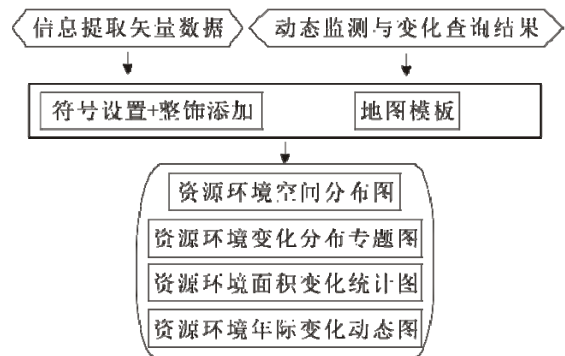 信息提取矢量数据
动态监测与变化查询结果
符号设置+整饰添加
地图模板
资源环境空间分布图
资源环境变化分布专题图
资源环境面积变化统计图
资源环境年际变化动态图